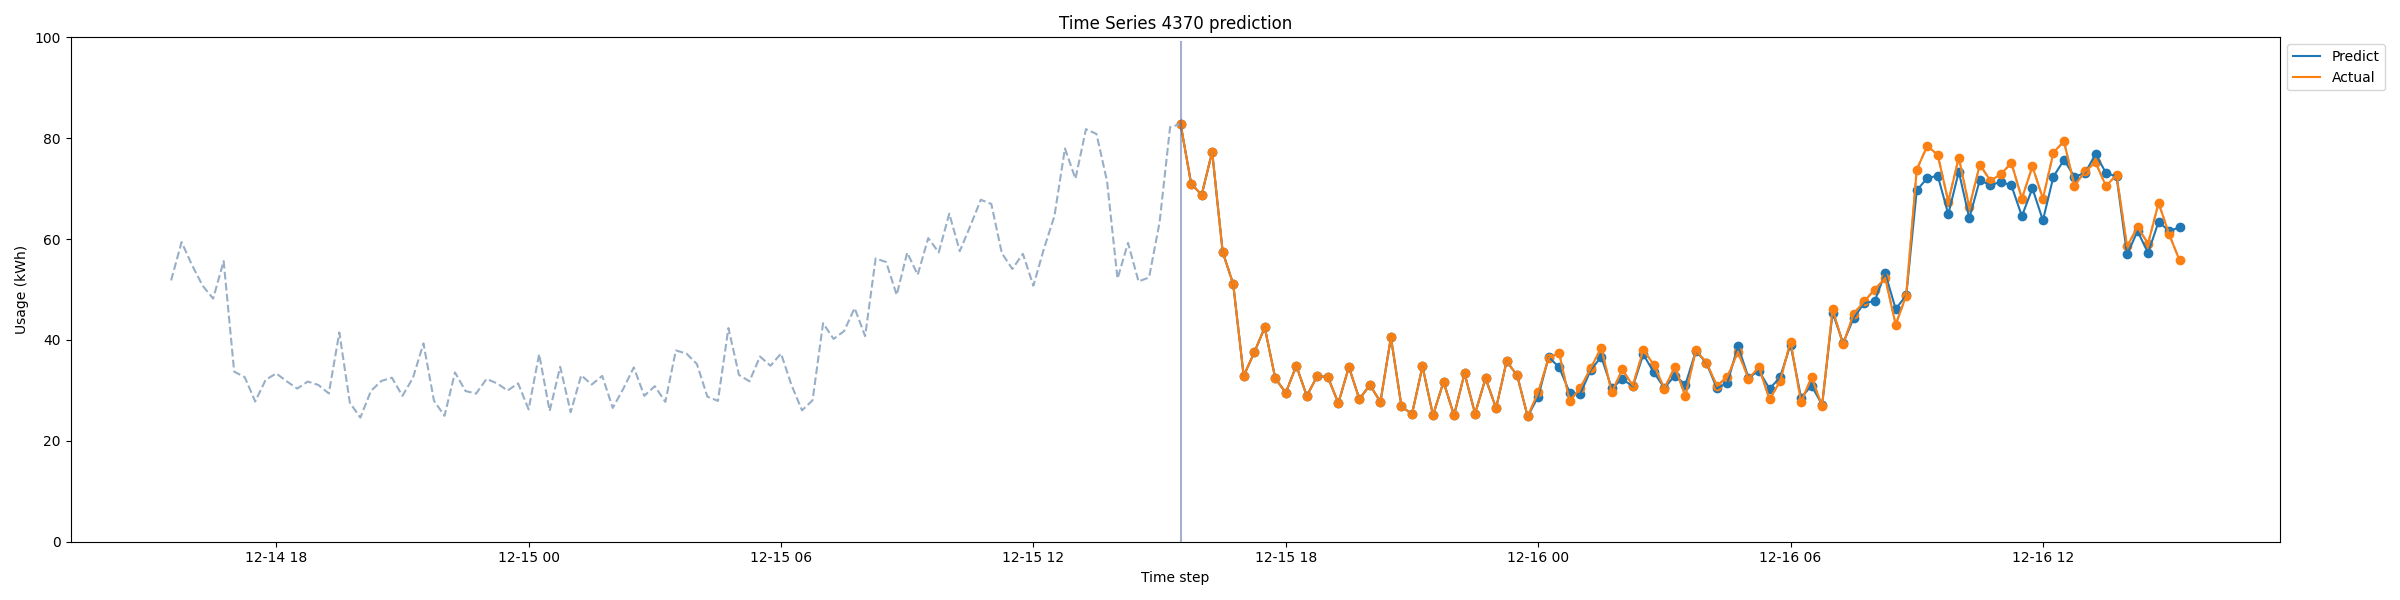 Time Series 4370 prediction
Predict
Actual
100
80
60
40
20
0
Usage (kWh)
12-14 18
12-15 00
12-15 06
12-15 12
12-15 18
12-16 00
12-16 06
12-16 12
Time step